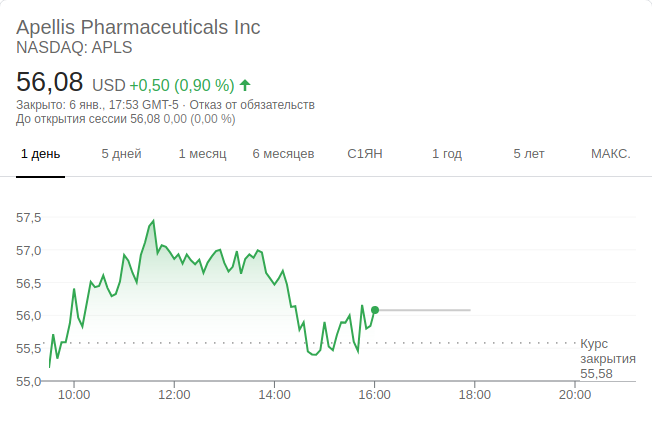 Apellis Pharmaceuticals Inc
NASDAQ: APLS
56,08 USD +0,50 (0,90 %)
Закрыто: 6 янв., 17:53 GMT-5 · Отказ от обязательств
До открытия сессии 56,08 0,00 (0,00 %)
1 день 5 дней 1 месяц 6 месяцев С1ЯН 1 год 5 лет МАКС.
57,5
57,0
56,5
56,0
55,5
55,0
Курс
закрытия
55,58
10:00 12:00 14:00 16:00 18:00 20:00